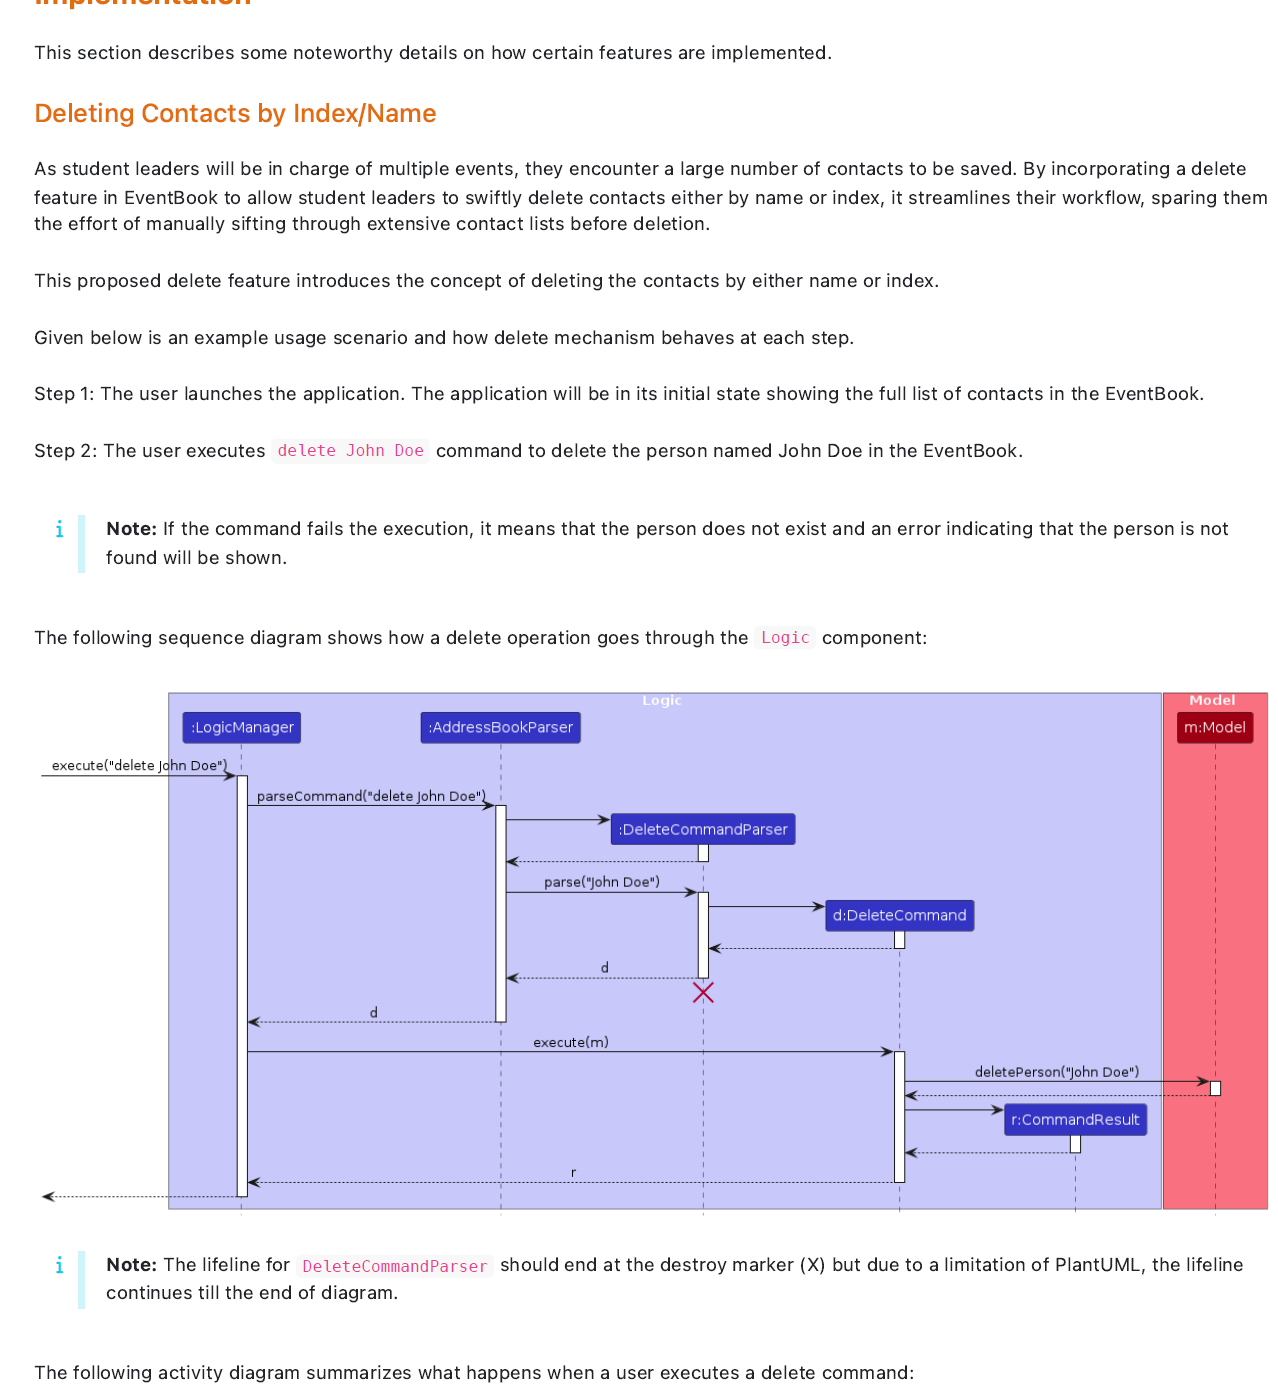 Implementation
This section describes some noteworthy details on how certain features are implemented.
Deleting Contacts by Index/Name
As student leaders will be in charge of multiple events, they encounter a large number of contacts to be saved. By incorporating a delete
feature in EventBook to allow student leaders to swiftly delete contacts either by name or index, it streamlines their workflow, sparing them
the effort of manually sifting through extensive contact lists before deletion.
This proposed delete feature introduces the concept of deleting the contacts by either name or index.
Given below is an example usage scenario and how delete mechanism behaves at each step.
Step 1: The user launches the application. The application will be in its initial state showing the full list of contacts in the EventBook.
Step 2: The user executes delete John Doe command to delete the person named John Doe in the EventBook.
i Note: If the command fails the execution, it means that the person does not exist and an error indicating that the person is not
found will be shown.
The following sequence diagram shows how a delete operation goes through the Logic component:
Logic
Model
:LogicManager
:AddressBookParser
m:Model
execute("delete John Doe")
parseCommand("delete John Doe")
:DeleteCommandParser
parse("John Doe")
d:DeleteCommand
d
d
execute(m)
deletePerson("John Doe")
r:CommandResult
r
i Note: The lifeline for DeleteCommandParser should end at the destroy marker (X) but due to a limitation of PlantUML, the lifeline
continues till the end of diagram.
The following activity diagram summarizes what happens when a user executes a delete command: